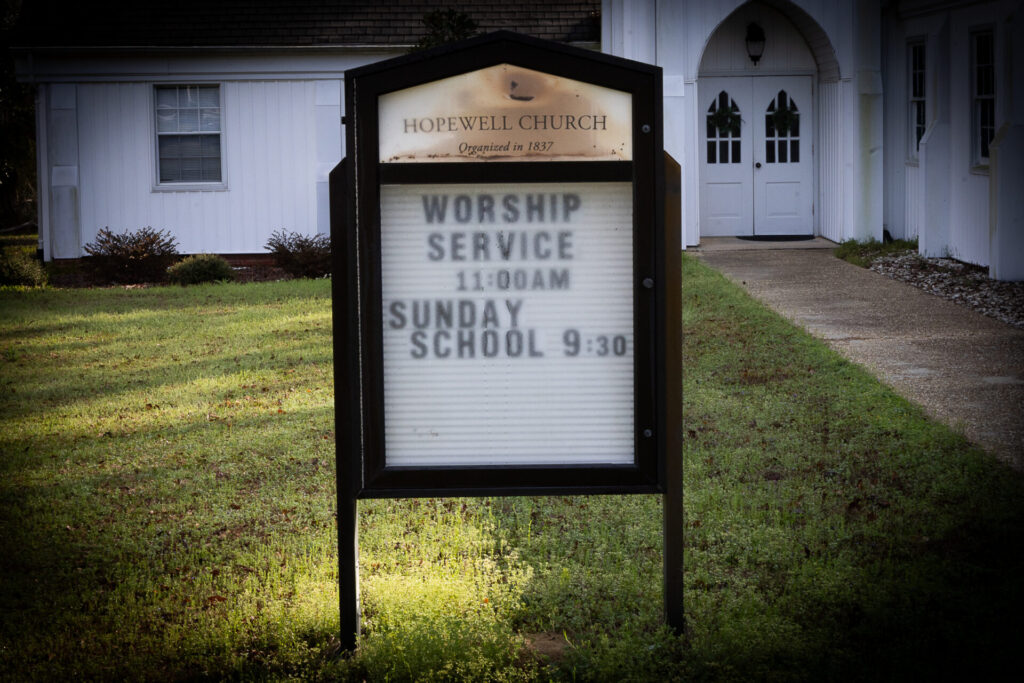 HOPEWELL CHURCH
Organized in 1837
WORSHIP
SERVICE
11:00AM
SUNDAY
SCHOOL 9:30